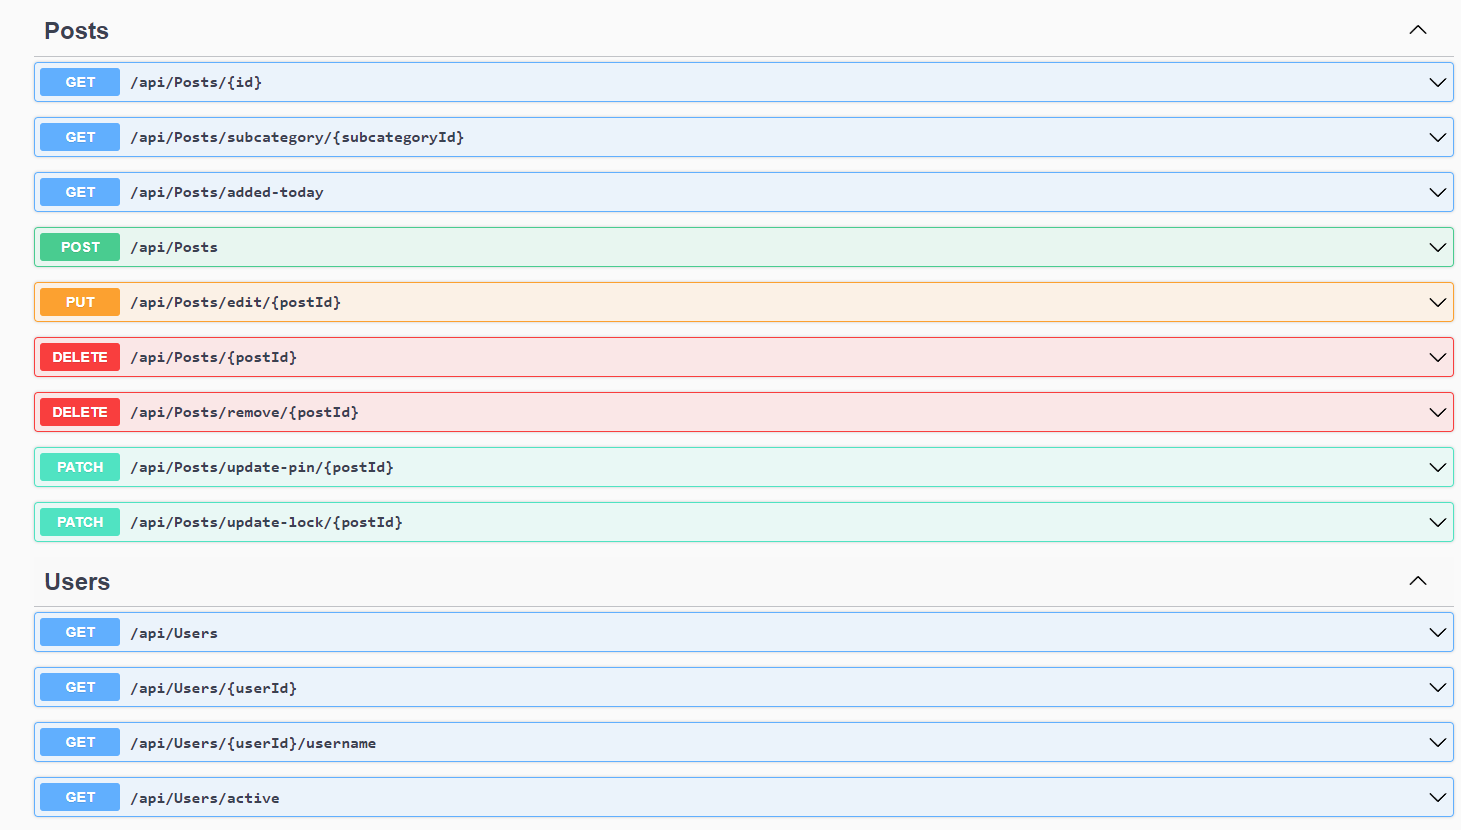 Posts
GET /api/Posts/{id}
GET /api/Posts/subcategory/{subcategoryId}
GET /api/Posts/added-today
POST /api/Posts
PUT /api/Posts/edit/{postId}
DELETE /api/Posts/{postId}
DELETE /api/Posts/remove/{postId}
PATCH /api/Posts/update-pin/{postId}
PATCH /api/Posts/update-lock/{postId}
Users
GET /api/Users
GET /api/Users/{userId}
GET /api/Users/{userId}/username
GET /api/Users/active